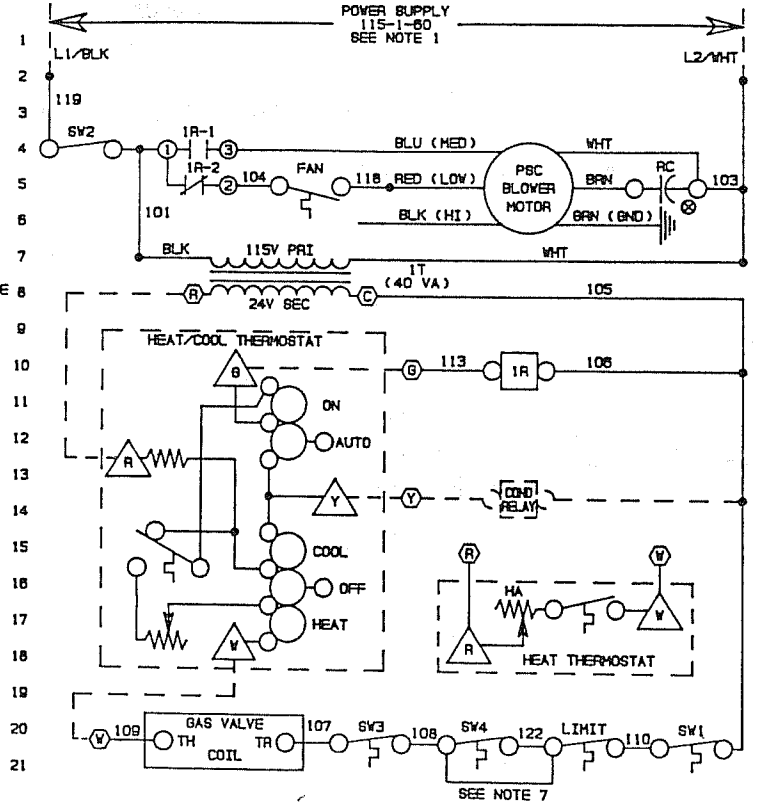 POWER SUPPLY
115-1-60
SEE NOTE 1
1
L1/BLK
L2/WHT
2
119
3
SW2
1R-1
4
1
3
BLU (MED)
WHT
1R-2
FAN
PSC
BLOWER
MOTOR
RC
5
2
104
118
RED (LOW)
BRN
103
6
101
BLK (HI)
BRN (GND)
7
BLK
115V PRI
WHT
1T
(40 VA)
E
8
R
24V SEC
C
105
9
HEAT/COOL THERMOSTAT
10
G
G
113
1R
106
11
ON
12
AUTO
R
13
Y
Y
COND
RELAY
14
15
COOL
R
W
16
OFF
HA
17
HEAT
W
W
R
18
HEAT THERMOSTAT
19
20
W
109
GAS VALVE
COIL
TH
TR
107
SW3
108
SW4
122
LIMIT
110
SW1
21
SEE NOTE 7